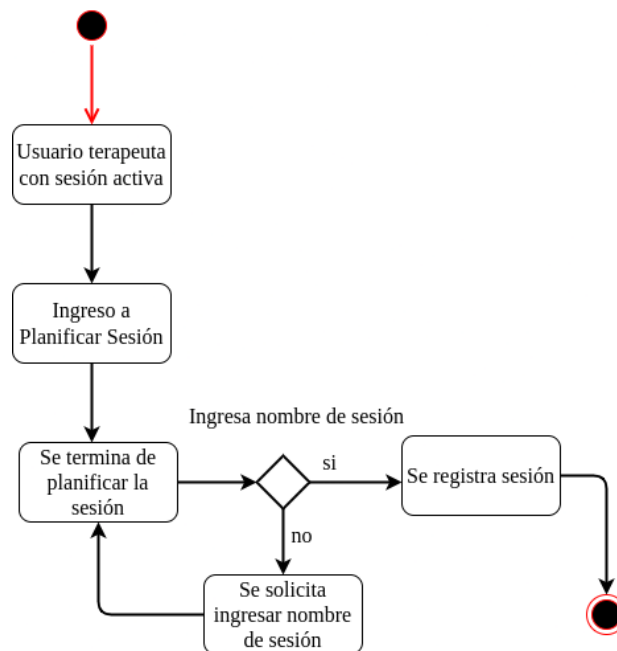 Usuario terapeuta
con sesión activa
Ingreso a
Planificar Sesión
Ingresa nombre de sesión
Se termina de
planificar la
sesión
si
Se registra sesión
no
Se solicita
ingresar nombre
de sesión